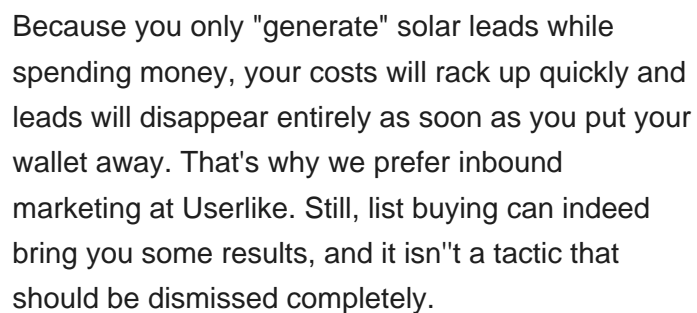 Because you only "generate" solar leads while
spending money, your costs will rack up quickly and
leads will disappear entirely as soon as you put your
wallet away. That's why we prefer inbound
marketing at Userlike. Still, list buying can indeed
bring you some results, and it isn''t a tactic that
should be dismissed completely.